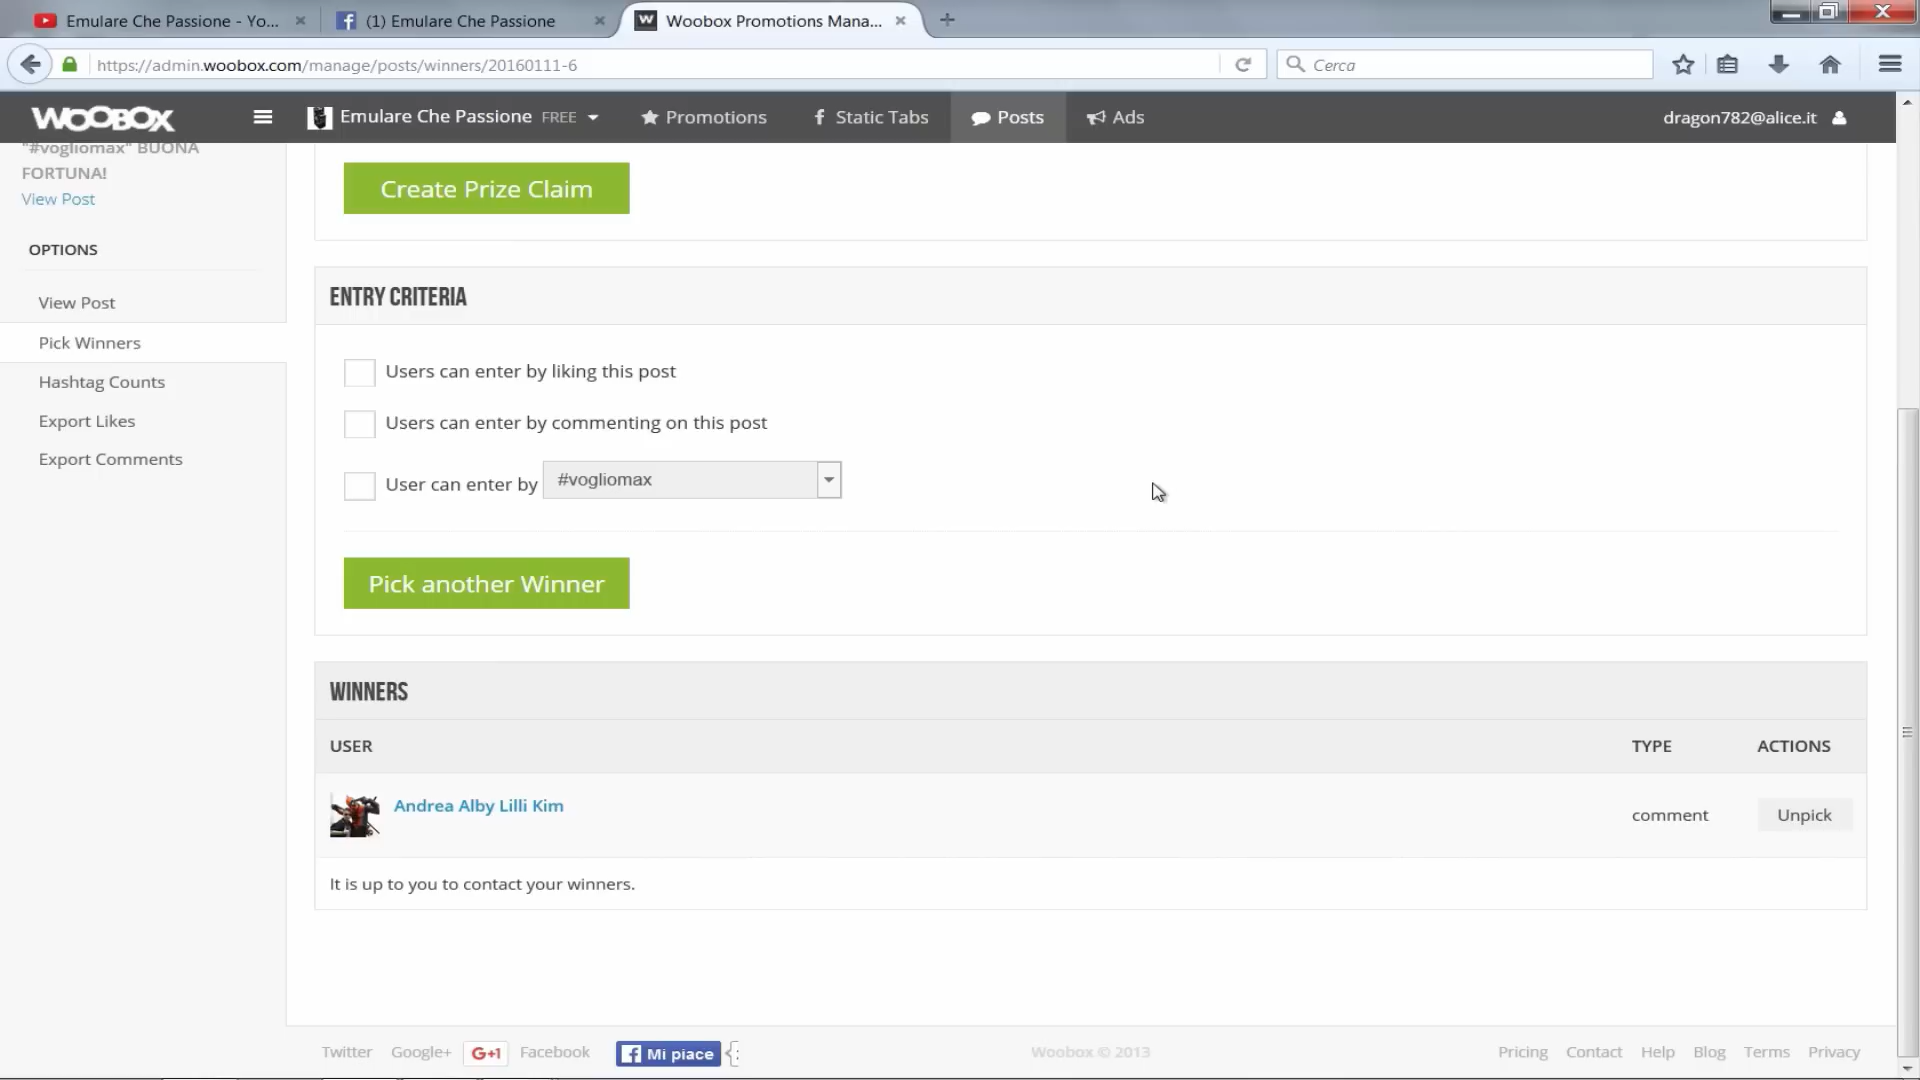 Emulare Che Passione - Yo...
(1) Emulare Che Passione
Woobox Promotions Mana...
https://admin.woobox.com/manage/posts/winners/20160111-6
Cerca
WOOBOX
Emulare Che Passione FREE
Promotions
Static Tabs
Posts
Ads
dragon782@alice.it
"#vogliomax" BUONA
FORTUNA!
View Post
OPTIONS
View Post
Pick Winners
Hashtag Counts
Export Likes
Export Comments
Create Prize Claim
ENTRY CRITERIA
Users can enter by liking this post
Users can enter by commenting on this post
User can enter by #vogliomax
Pick another Winner
WINNERS
USER TYPE ACTIONS
Andrea Alby Lilli Kim
comment Unpick
It is up to you to contact your winners.
Twitter Google+ G+1 Facebook Mi piace
Woobox © 2013
Pricing Contact Help Blog Terms Privacy